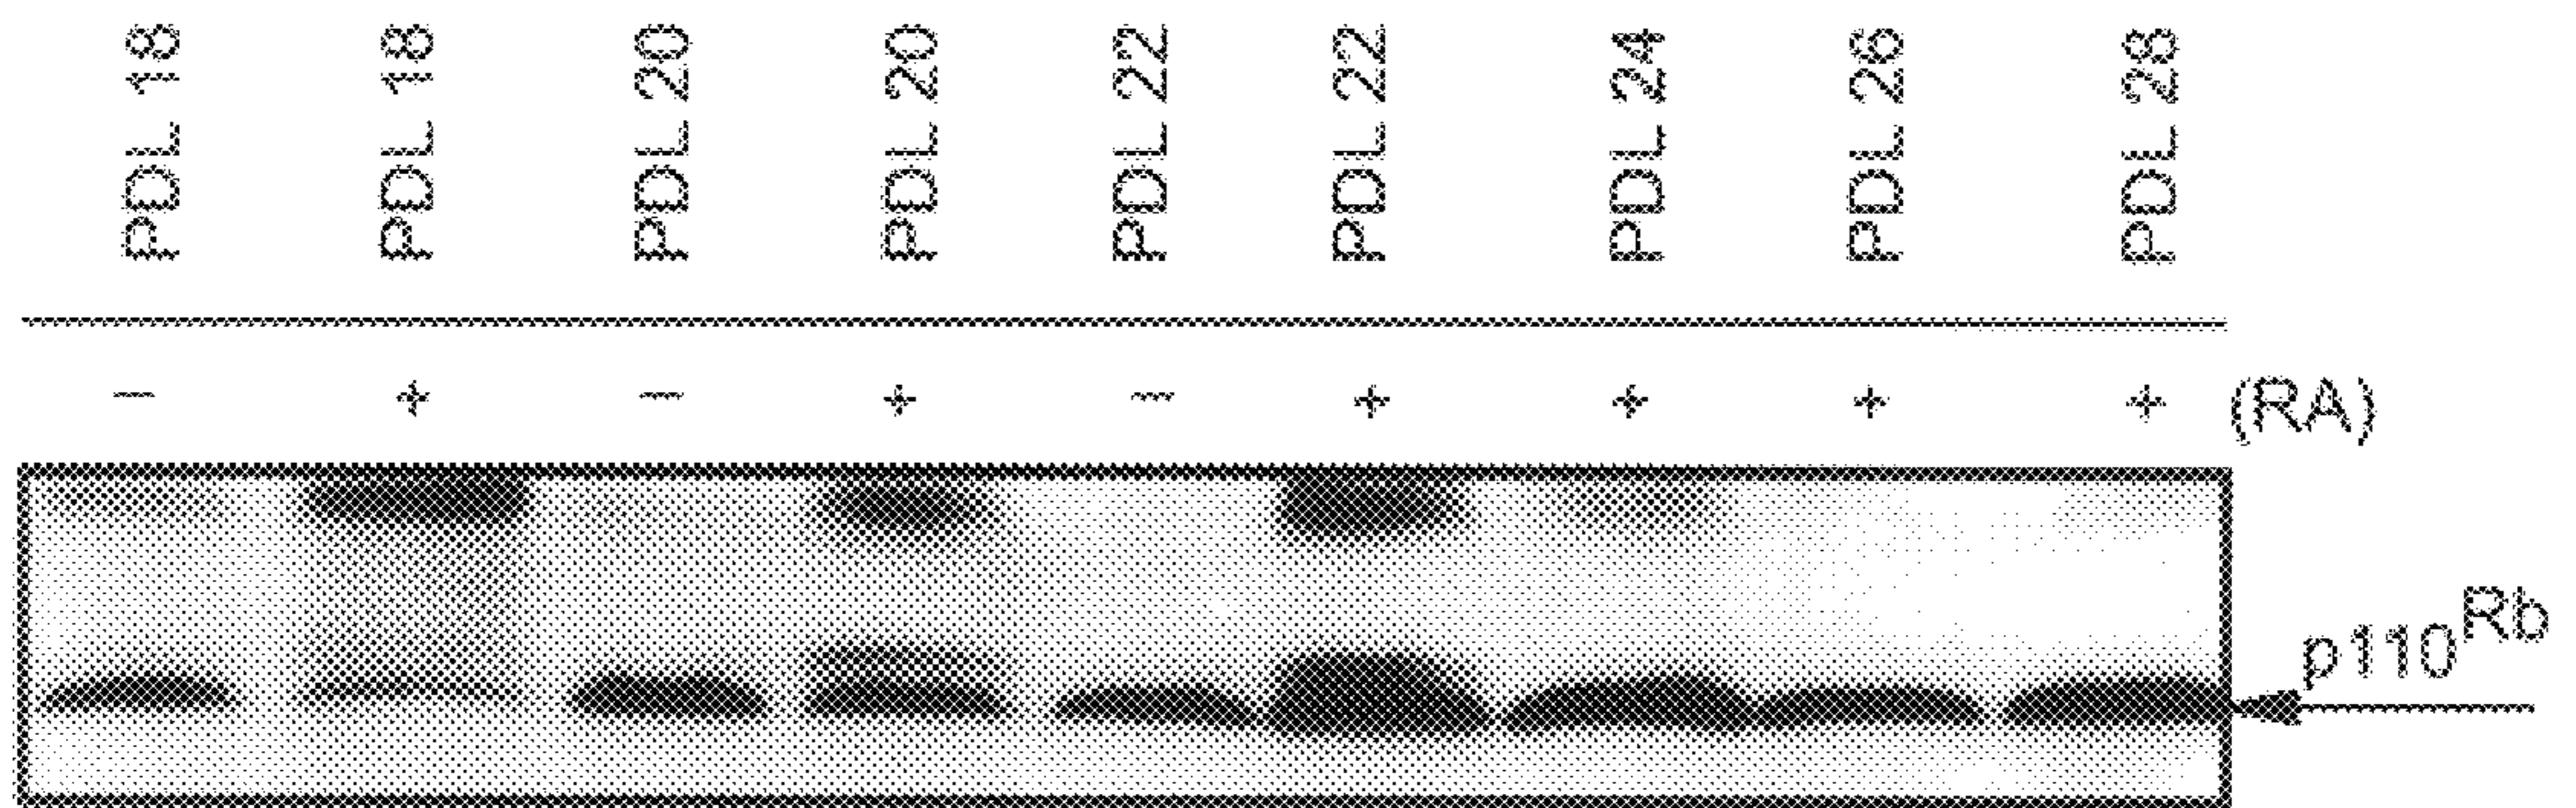 PDL 18 PDL 18 PDL 20 PDL 20 PDL 22 PDL 22 PDL 24 PDL 26 PDL 28
− + − + − + + + + (RA)
p110Rb